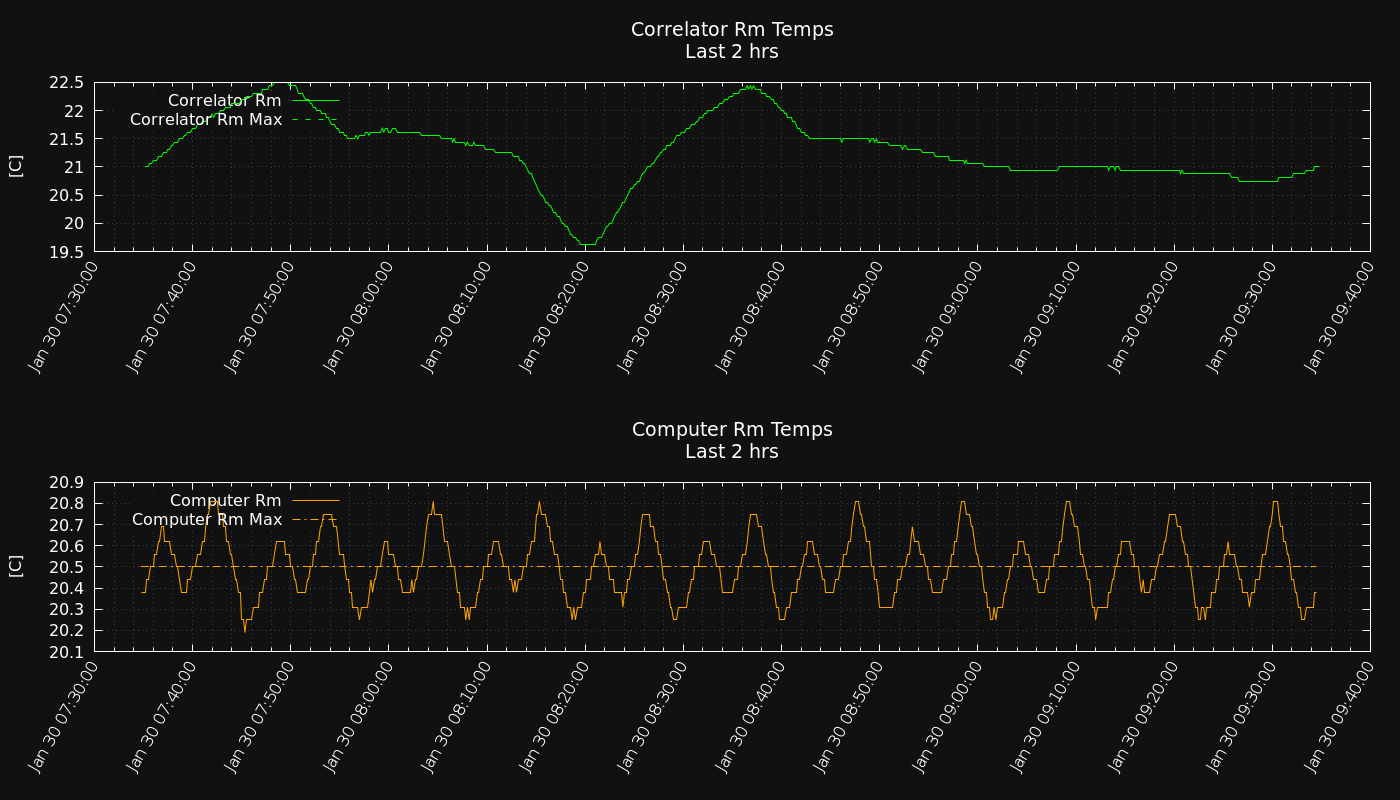 Correlator Rm Temps
Last 2 hrs
[C]
22.5
22
21.5
21
20.5
20
19.5
Correlator Rm
Correlator Rm Max
Jan 30 07:30:00
Jan 30 07:40:00
Jan 30 07:50:00
Jan 30 08:00:00
Jan 30 08:10:00
Jan 30 08:20:00
Jan 30 08:30:00
Jan 30 08:40:00
Jan 30 08:50:00
Jan 30 09:00:00
Jan 30 09:10:00
Jan 30 09:20:00
Jan 30 09:30:00
Jan 30 09:40:00
Computer Rm Temps
Last 2 hrs
[C]
20.9
20.8
20.7
20.6
20.5
20.4
20.3
20.2
20.1
Computer Rm
Computer Rm Max
Jan 30 07:30:00
Jan 30 07:40:00
Jan 30 07:50:00
Jan 30 08:00:00
Jan 30 08:10:00
Jan 30 08:20:00
Jan 30 08:30:00
Jan 30 08:40:00
Jan 30 08:50:00
Jan 30 09:00:00
Jan 30 09:10:00
Jan 30 09:20:00
Jan 30 09:30:00
Jan 30 09:40:00